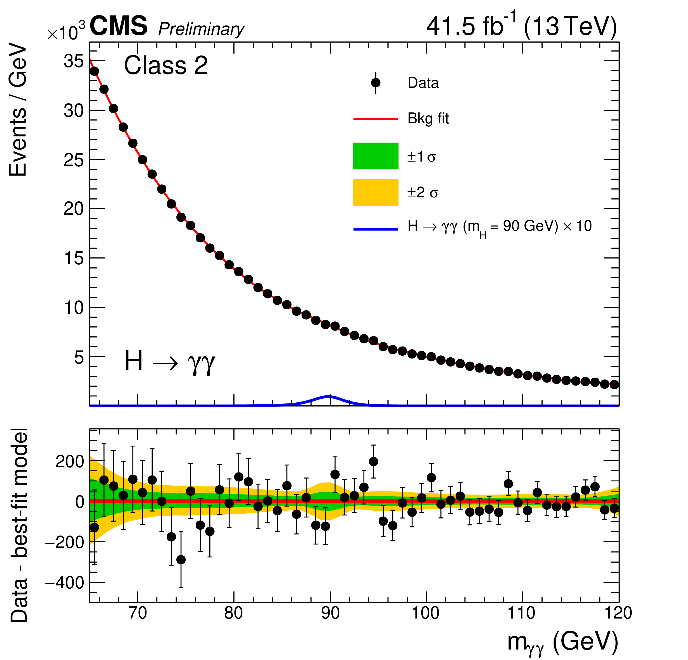 ×10³ CMS Preliminary 41.5 fb⁻¹ (13 TeV)
Events / GeV
Class 2
35
30
25
20
15
10
5
Data
Bkg fit
±1 σ
±2 σ
H → γγ (m_H = 90 GeV) × 10
H → γγ
Data - best-fit model
200
0
−200
−400
70 80 90 100 110 120
m_γγ (GeV)